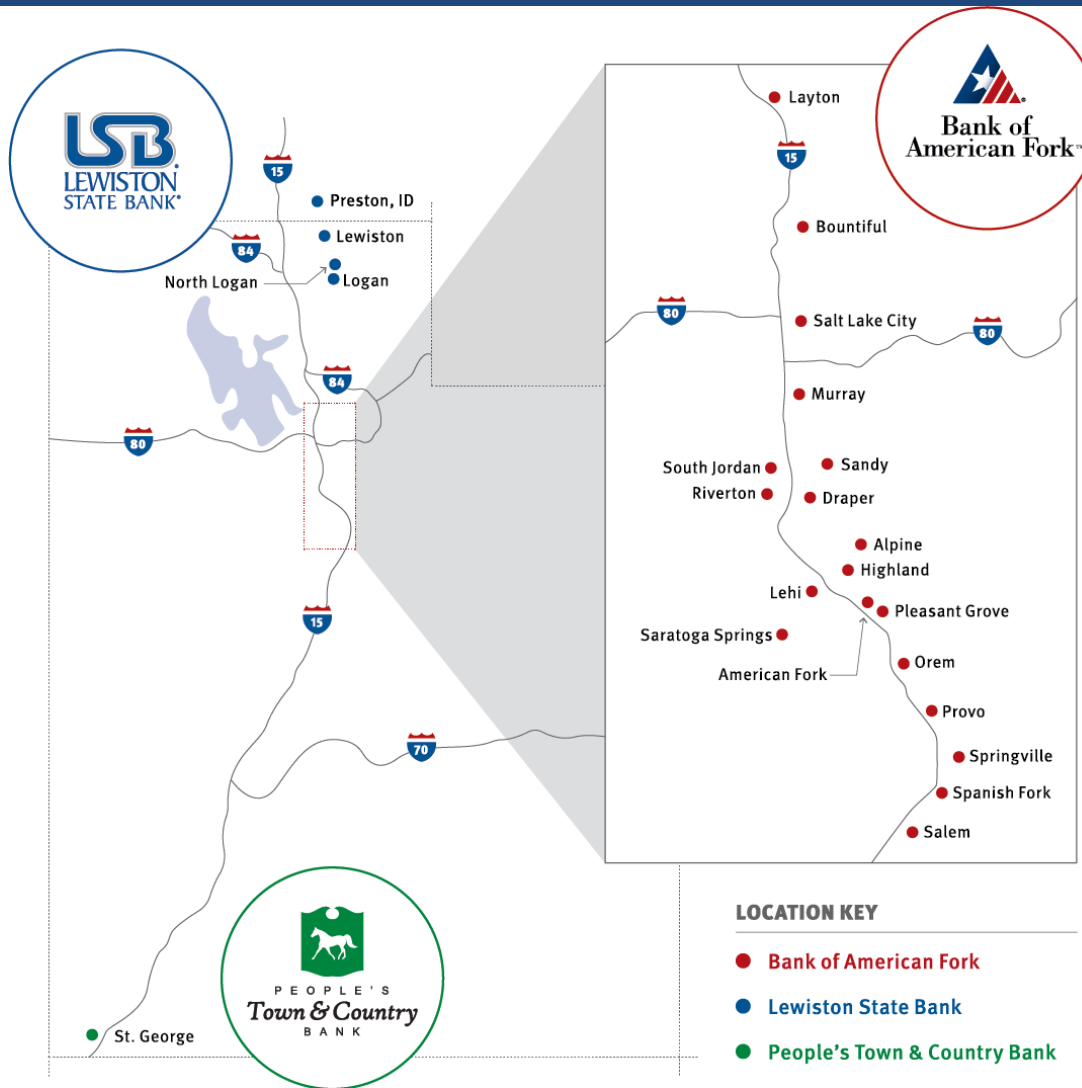 LSB
LEWISTON
STATE BANK®
15
Preston, ID
Lewiston
84
North Logan
Logan
84
80
15
70
St. George
PEOPLE'S
Town & Country
BANK
Bank of
American Fork™
Layton
15
Bountiful
80
Salt Lake City
80
Murray
South Jordan
Sandy
Riverton
Draper
Alpine
Highland
Lehi
Pleasant Grove
Saratoga Springs
American Fork
Orem
Provo
Springville
Spanish Fork
Salem
LOCATION KEY
Bank of American Fork
Lewiston State Bank
People's Town & Country Bank